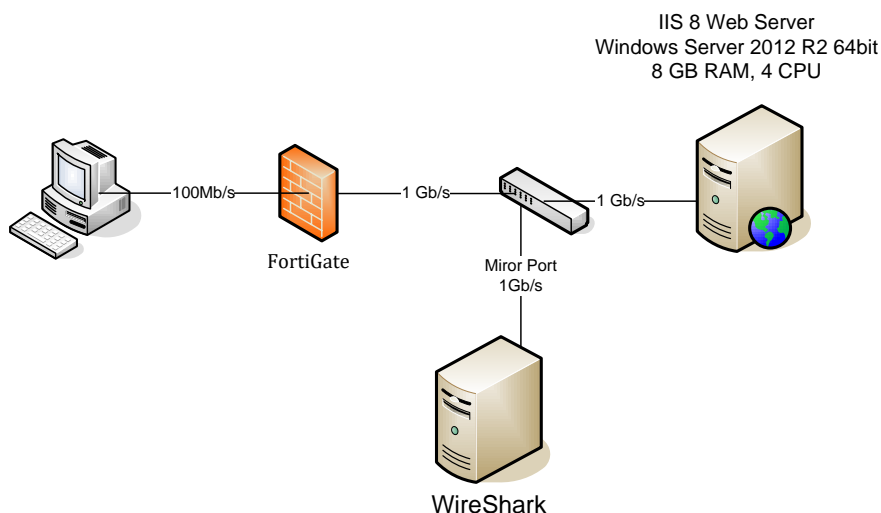 IIS 8 Web Server
Windows Server 2012 R2 64bit
8 GB RAM, 4 CPU
100Mb/s
1 Gb/s
1 Gb/s
FortiGate
Miror Port
1Gb/s
WireShark